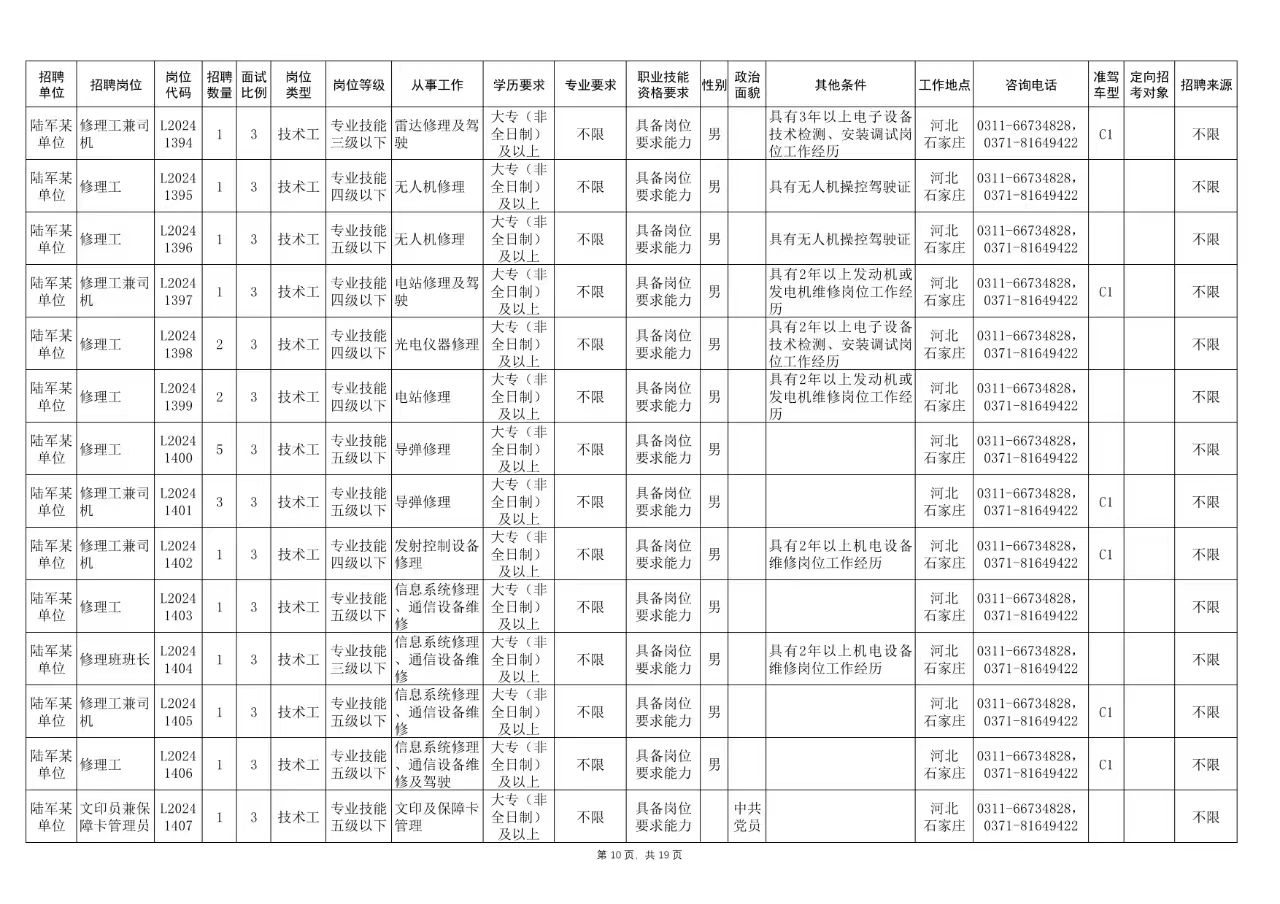 招聘单位 招聘岗位 岗位代码 招聘数量 面试比例 岗位类型 岗位等级 从事工作 学历要求 专业要求 职业技能资格要求 性别 政治面貌 其他条件 工作地点 咨询电话 准驾车型 定向招考对象 招聘来源
陆军某单位 修理工兼司机 L20241394 1 3 技术工 专业技能三级以下 雷达修理及驾驶 大专（非全日制）及以上 不限 具备岗位要求能力 男 具有3年以上电子设备技术检测、安装调试岗位工作经历 河北石家庄 0311-66734828，0371-81649422 C1 不限
陆军某单位 修理工 L20241395 1 3 技术工 专业技能四级以下 无人机修理 大专（非全日制）及以上 不限 具备岗位要求能力 男 具有无人机操控驾驶证 河北石家庄 0311-66734828，0371-81649422 不限
陆军某单位 修理工 L20241396 1 3 技术工 专业技能五级以下 无人机修理 大专（非全日制）及以上 不限 具备岗位要求能力 男 具有无人机操控驾驶证 河北石家庄 0311-66734828，0371-81649422 不限
陆军某单位 修理工兼司机 L20241397 1 3 技术工 专业技能四级以下 电站修理及驾驶 大专（非全日制）及以上 不限 具备岗位要求能力 男 具有2年以上发动机或发电机维修岗位工作经历 河北石家庄 0311-66734828，0371-81649422 C1 不限
陆军某单位 修理工 L20241398 2 3 技术工 专业技能四级以下 光电仪器修理 大专（非全日制）及以上 不限 具备岗位要求能力 男 具有2年以上电子设备技术检测、安装调试岗位工作经历 河北石家庄 0311-66734828，0371-81649422 不限
陆军某单位 修理工 L20241399 2 3 技术工 专业技能四级以下 电站修理 大专（非全日制）及以上 不限 具备岗位要求能力 男 具有2年以上发动机或发电机维修岗位工作经历 河北石家庄 0311-66734828，0371-81649422 不限
陆军某单位 修理工 L20241400 5 3 技术工 专业技能五级以下 导弹修理 大专（非全日制）及以上 不限 具备岗位要求能力 男 河北石家庄 0311-66734828，0371-81649422 不限
陆军某单位 修理工兼司机 L20241401 3 3 技术工 专业技能五级以下 导弹修理 大专（非全日制）及以上 不限 具备岗位要求能力 男 河北石家庄 0311-66734828，0371-81649422 C1 不限
陆军某单位 修理工兼司机 L20241402 1 3 技术工 专业技能四级以下 发射控制设备修理 大专（非全日制）及以上 不限 具备岗位要求能力 男 具有2年以上机电设备维修岗位工作经历 河北石家庄 0311-66734828，0371-81649422 C1 不限
陆军某单位 修理工 L20241403 1 3 技术工 专业技能五级以下 信息系统修理、通信设备维修 大专（非全日制）及以上 不限 具备岗位要求能力 男 河北石家庄 0311-66734828，0371-81649422 不限
陆军某单位 修理班班长 L20241404 1 3 技术工 专业技能三级以下 信息系统修理、通信设备维修 大专（非全日制）及以上 不限 具备岗位要求能力 男 具有2年以上机电设备维修岗位工作经历 河北石家庄 0311-66734828，0371-81649422 不限
陆军某单位 修理工兼司机 L20241405 1 3 技术工 专业技能五级以下 信息系统修理、通信设备维修 大专（非全日制）及以上 不限 具备岗位要求能力 男 河北石家庄 0311-66734828，0371-81649422 C1 不限
陆军某单位 修理工 L20241406 1 3 技术工 专业技能五级以下 信息系统修理、通信设备维修及驾驶 大专（非全日制）及以上 不限 具备岗位要求能力 男 河北石家庄 0311-66734828，0371-81649422 C1 不限
陆军某单位 文印员兼保障卡管理员 L20241407 1 3 技术工 专业技能五级以下 文印及保障卡管理 大专（非全日制）及以上 不限 具备岗位要求能力 中共党员 河北石家庄 0311-66734828，0371-81649422 不限
第 10 页，共 19 页